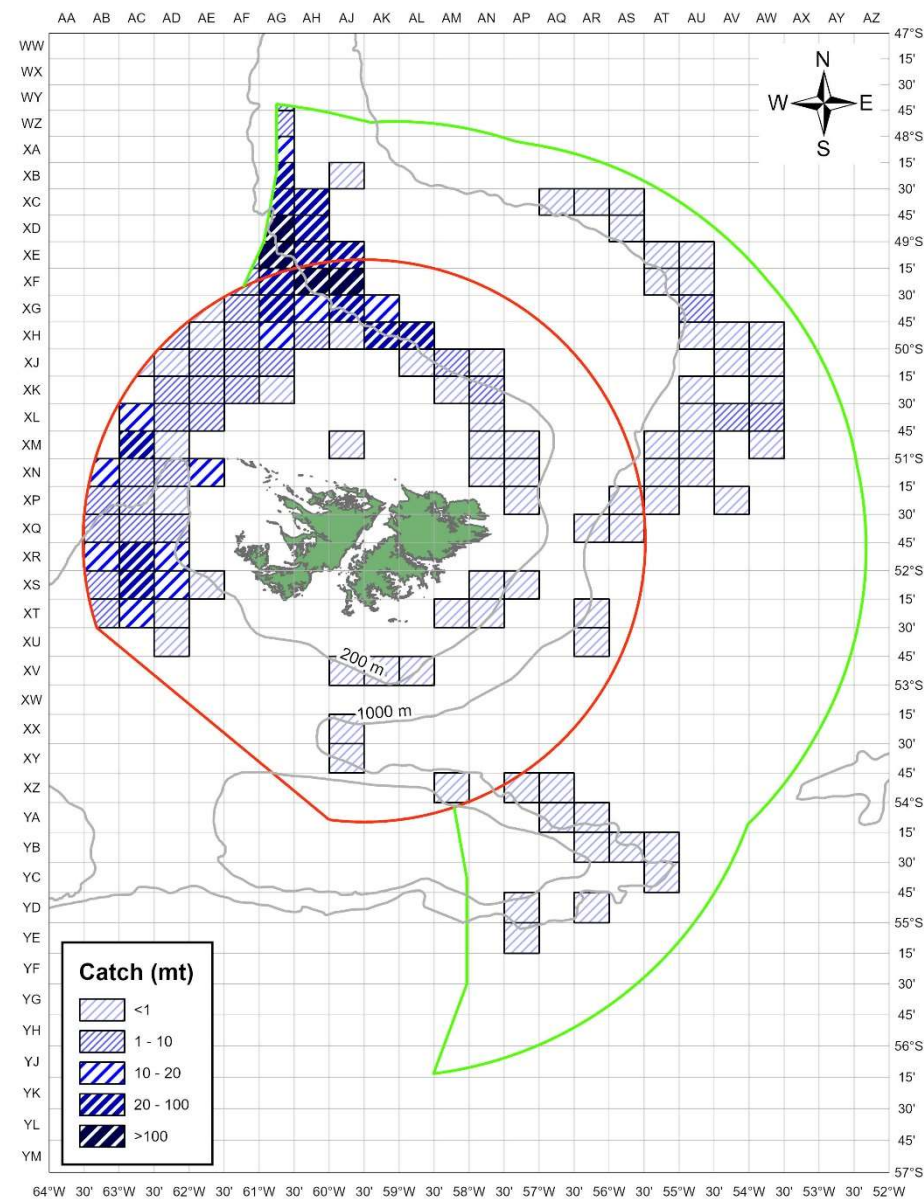 AA AB AC AD AE AF AG AH AJ AK AL AM AN AP AQ AR AS AT AU AV AW AX AY AZ
WW 47°S
WX 15'
WY 30'
WZ 45'
XA 48°S
XB 15'
XC 30'
XD 45'
XE 49°S
XF 15'
XG 30'
XH 45'
XJ 50°S
XK 15'
XL 30'
XM 45'
XN 51°S
XP 15'
XQ 30'
XR 45'
XS 52°S
XT 15'
XU 30'
XV 45'
XW 53°S
XX 15'
XY 30'
XZ 45'
YA 54°S
YB 15'
YC 30'
YD 45'
YE 55°S
YF 15'
YG 30'
YH 45'
YJ 56°S
YK 15'
YL 30'
YM 45'
57°S
N
W E
S
200 m
1000 m
Catch (mt)
<1
1 - 10
10 - 20
20 - 100
>100
64°W 30' 63°W 30' 62°W 30' 61°W 30' 60°W 30' 59°W 30' 58°W 30' 57°W 30' 56°W 30' 55°W 30' 54°W 30' 53°W 30' 52°W